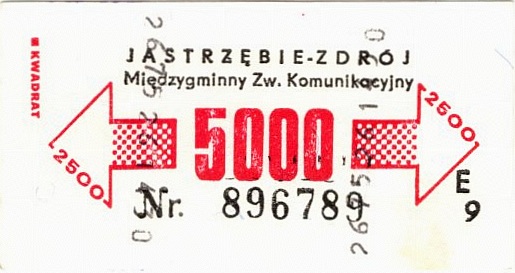 JASTRZĘBIE-ZDRÓJ
Międzygminny Zw. Komunikacyjny
KWADRAT
5000
2500
2500
Nr. 896789
E
9